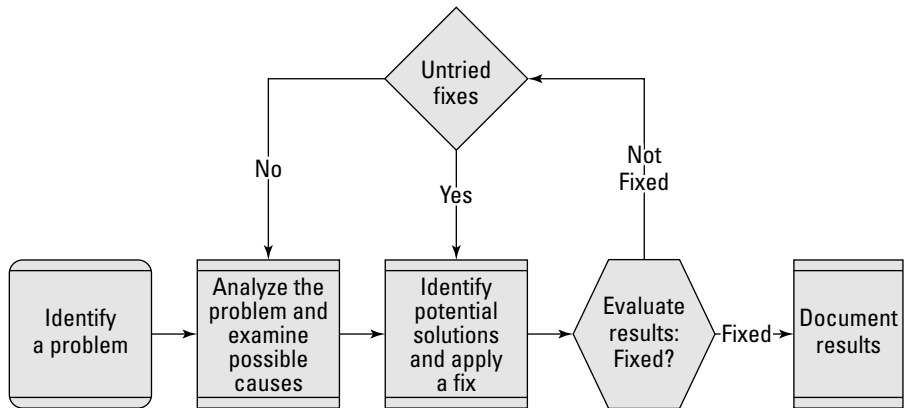 Untried
fixes
No
Yes
Not
Fixed
Identify
a problem
Analyze the
problem and
examine
possible
causes
Identify
potential
solutions
and apply
a fix
Evaluate
results:
Fixed?
Fixed
Document
results